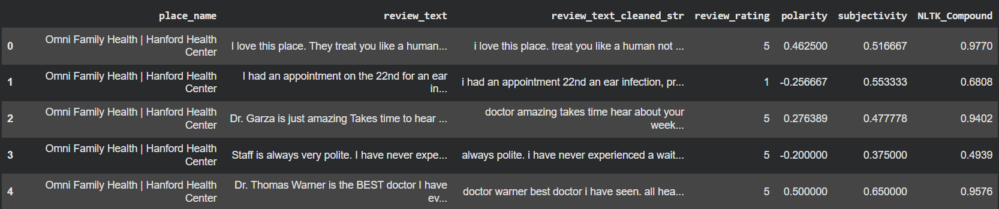 place_name review_text review_text_cleaned_str review_rating polarity subjectivity NLTK_Compound
0 Omni Family Health | Hanford Health Center I love this place. They treat you like a human... i love this place. treat you like a human not ... 5 0.462500 0.516667 0.9770
1 Omni Family Health | Hanford Health Center I had an appointment on the 22nd for an ear in... i had an appointment 22nd an ear infection, pr... 1 -0.256667 0.553333 0.6808
2 Omni Family Health | Hanford Health Center Dr. Garza is just amazing Takes time to hear ... doctor amazing takes time hear about your week... 5 0.276389 0.477778 0.9402
3 Omni Family Health | Hanford Health Center Staff is always very polite. I have never expe... always polite. i have never experienced a wait... 5 -0.200000 0.375000 0.4939
4 Omni Family Health | Hanford Health Center Dr. Thomas Warner is the BEST doctor I have ev... doctor warner best doctor i have seen. all hea... 5 0.500000 0.650000 0.9576